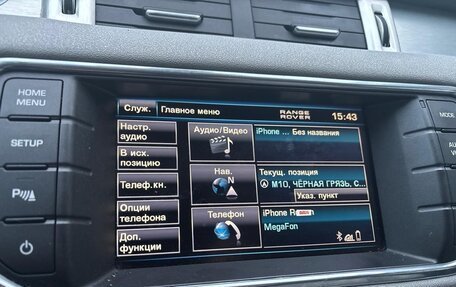 HOME
MENU
SETUP
MODE
Служ.
Главное меню
RANGE
ROVER
15:43
Настр.
аудио
Аудио/Видео
iPhone ... Без названия
В исх.
позицию
Нав.
N
Текущ. позиция
М10, ЧЁРНАЯ ГРЯЗЬ, С...
Указ. пункт
Телеф.кн.
Опции
телефона
Телефон
iPhone R
MegaFon
Доп.
функции